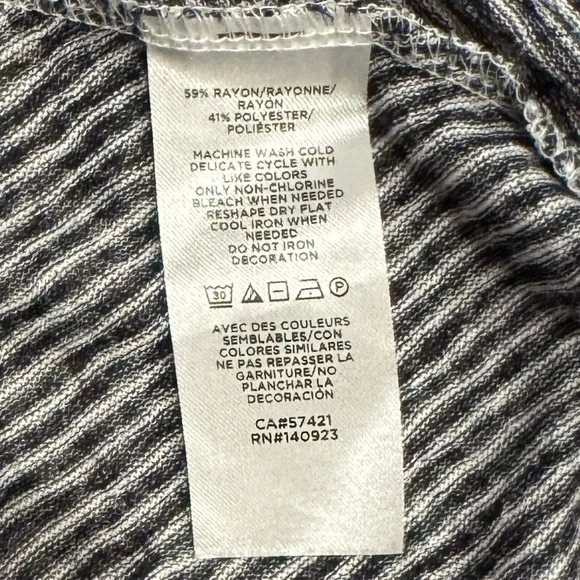 59% RAYON/RAYONNE/
RAYÓN
41% POLYESTER/
POLIÉSTER
MACHINE WASH COLD
DELICATE CYCLE WITH
LIKE COLORS
ONLY NON-CHLORINE
BLEACH WHEN NEEDED
RESHAPE DRY FLAT
COOL IRON WHEN
NEEDED
DO NOT IRON
DECORATION
30 P
AVEC DES COULEURS
SEMBLABLES/CON
COLORES SIMILARES
NE PAS REPASSER LA
GARNITURE/NO
PLANCHAR LA
DECORACIÓN
CA#57421
RN#140923